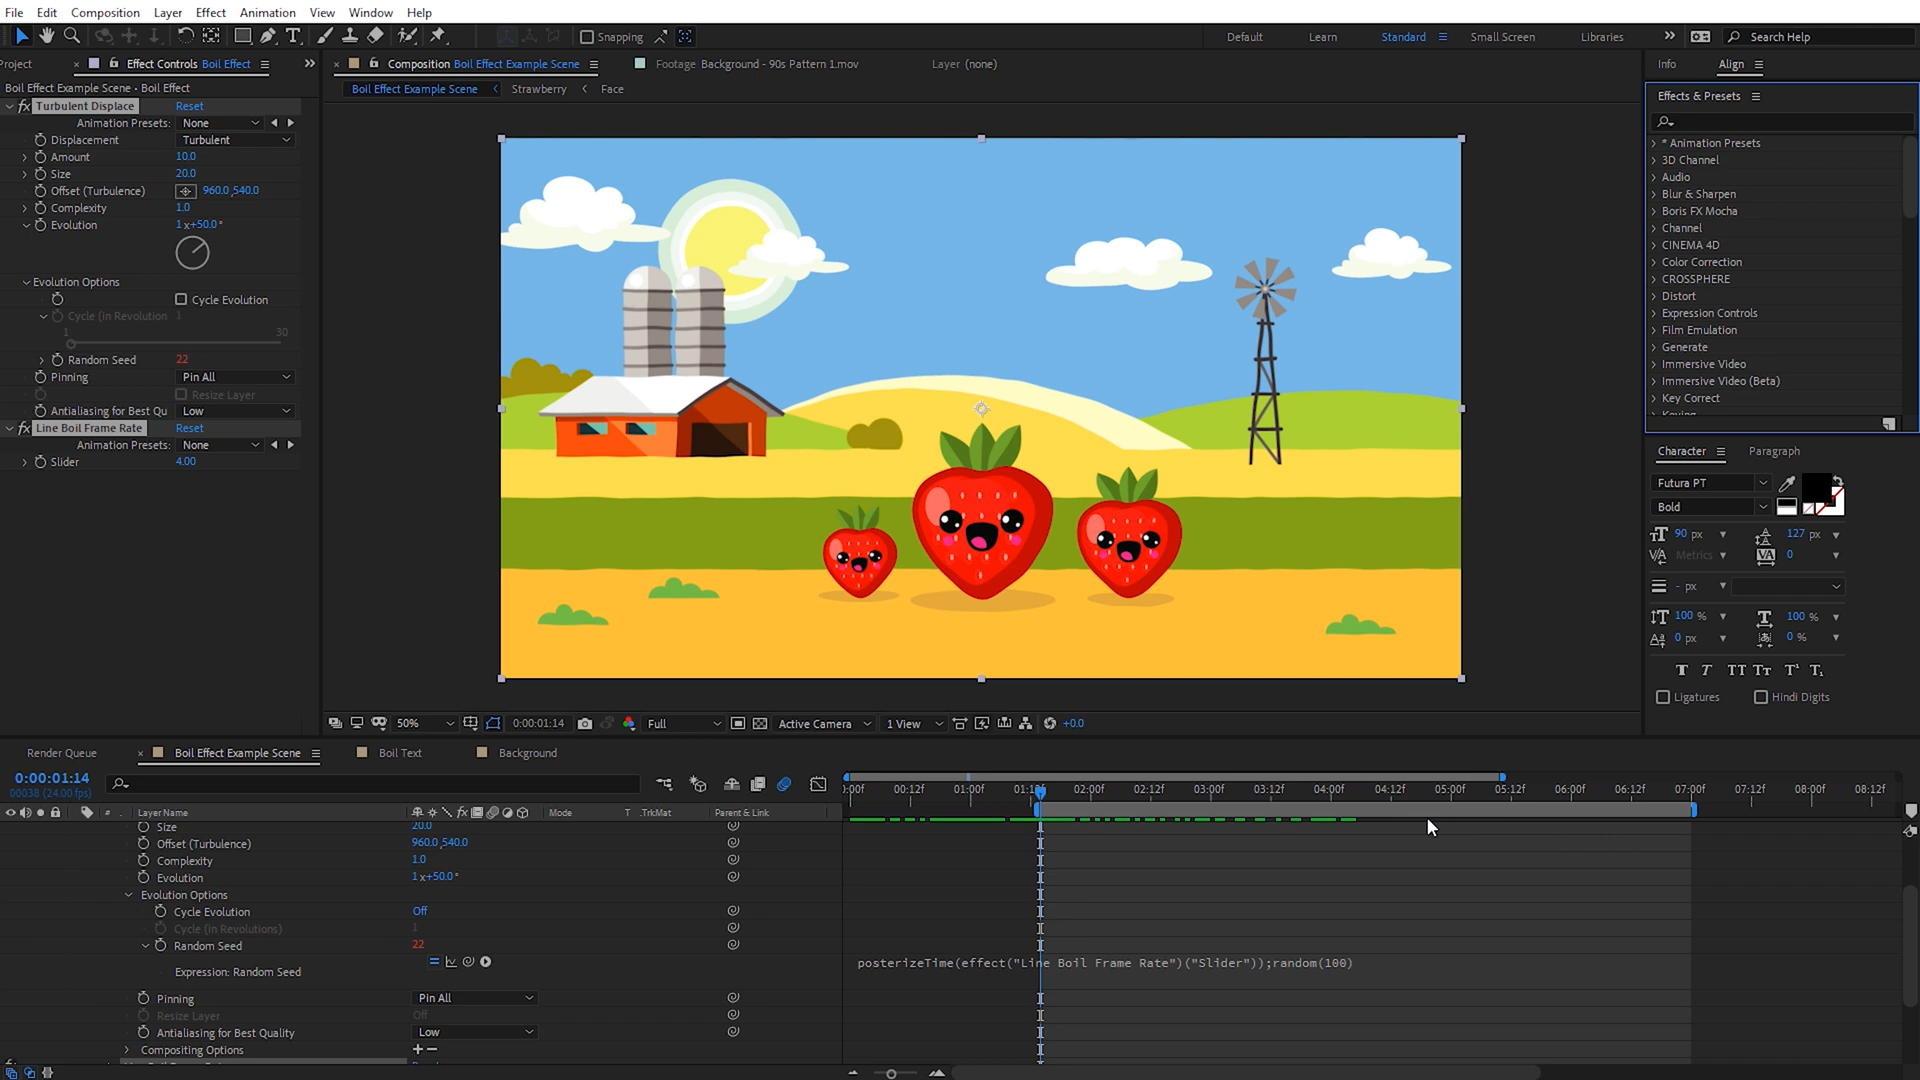 File Edit Composition Layer Effect Animation View Window Help
Snapping
Default Learn Standard Small Screen Libraries Search Help
Project Effect Controls Boil Effect
Composition Boil Effect Example Scene Footage Background - 90s Pattern 1.mov Layer (none)
Info Align
Boil Effect Example Scene • Boil Effect
Boil Effect Example Scene Strawberry Face
Effects & Presets
fx Turbulent Displace Reset
Animation Presets: None
Displacement Turbulent
Amount 10.0
Size 20.0
Offset (Turbulence) 960.0,540.0
Complexity 1.0
Evolution 1x+50.0°
Evolution Options
Cycle Evolution
Cycle (in Revolution 1
1 30
Random Seed 22
Pinning Pin All
Resize Layer
Antialiasing for Best Qu Low
fx Line Boil Frame Rate Reset
Animation Presets: None
Slider 4.00
* Animation Presets
3D Channel
Audio
Blur & Sharpen
Boris FX Mocha
Channel
CINEMA 4D
Color Correction
CROSSPHERE
Distort
Expression Controls
Film Emulation
Generate
Immersive Video
Immersive Video (Beta)
Key Correct
Keying
Character Paragraph
Futura PT
Bold
90 px 127 px
Metrics 0
- px
100 % 100 %
0 px 0 %
T T TT Tt T¹ T₁
Ligatures Hindi Digits
50% 0:00:01:14 Full Active Camera 1 View +0.0
Render Queue Boil Effect Example Scene Boil Text Background
0:00:01:14
00038 (24.00 fps)
:00f 00:12f 01:00f 01:12f 02:00f 02:12f 03:00f 03:12f 04:00f 04:12f 05:00f 05:12f 06:00f 06:12f 07:00f 07:12f 08:00f 08:12f
# Layer Name Mode T .TrkMat Parent & Link
Size 20.0
Offset (Turbulence) 960.0,540.0
Complexity 1.0
Evolution 1x+50.0°
Evolution Options
Cycle Evolution Off
Cycle (in Revolutions) 1
Random Seed 22
Expression: Random Seed
posterizeTime(effect("Line Boil Frame Rate")("Slider"));random(100)
Pinning Pin All
Resize Layer Off
Antialiasing for Best Quality Low
Compositing Options + −